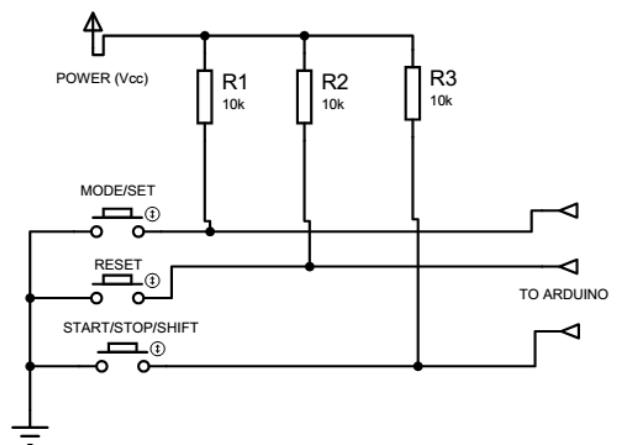 POWER (Vcc)
R1
10k
R2
10k
R3
10k
MODE/SET
RESET
TO ARDUINO
START/STOP/SHIFT